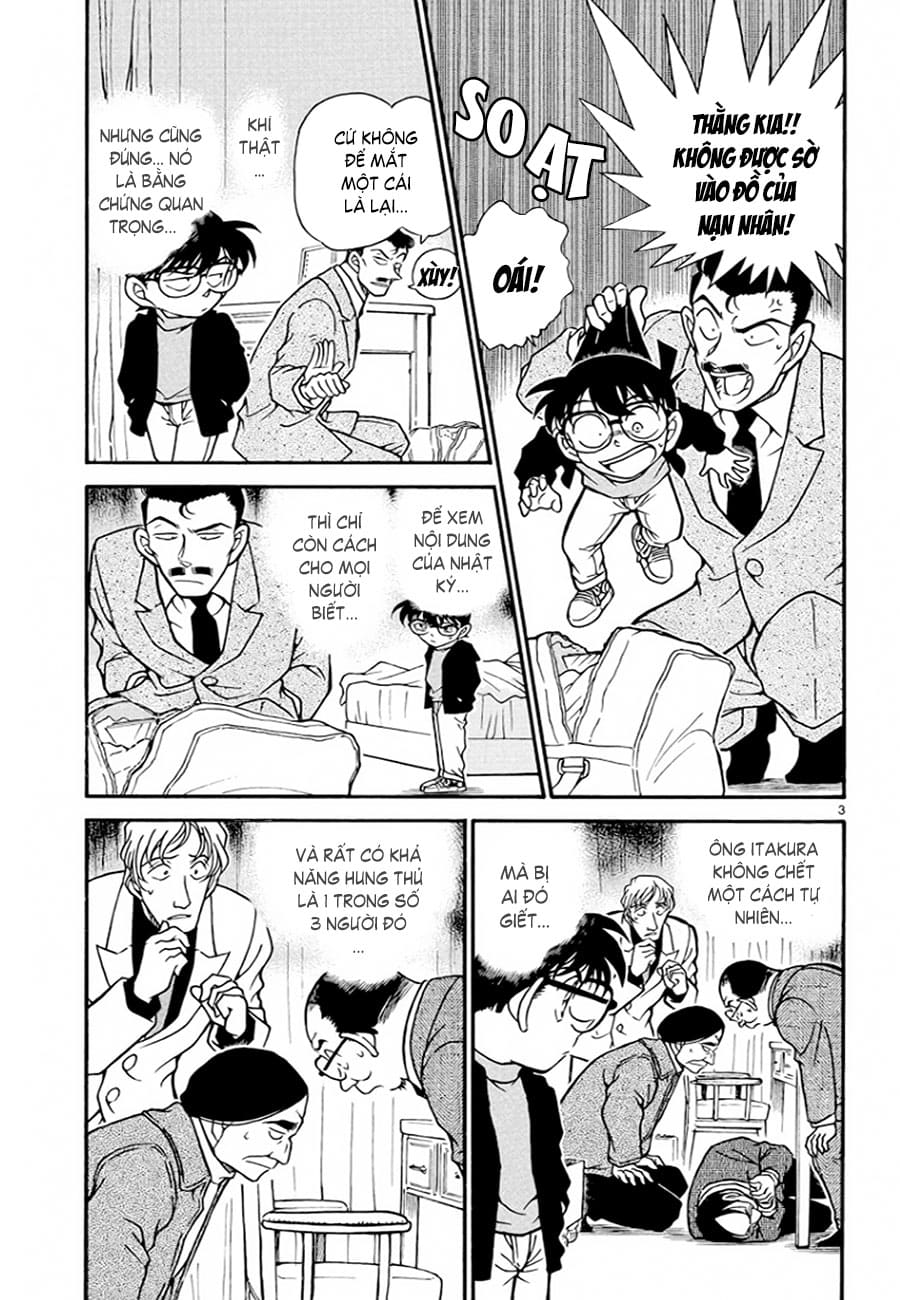 THẰNG KIA!!
KHÔNG ĐƯỢC SỜ
VÀO ĐỒ CỦA
NẠN NHÂN!
SOẠT
OÁI!
CỨ KHÔNG
ĐỂ MẮT
MỘT CÁI
LÀ LẠI...
XÙY!
KHỈ
THẬT
...
NHƯNG CŨNG
ĐÚNG... NÓ
LÀ BẰNG
CHỨNG QUAN
TRỌNG...
ĐỂ XEM
NỘI DUNG
CỦA NHẬT
KÝ...
THÌ CHỈ
CÒN CÁCH
CHO MỌI
NGƯỜI
BIẾT...
3
ÔNG ITAKURA
KHÔNG CHẾT
MỘT CÁCH TỰ
NHIÊN...
MÀ BỊ
AI ĐÓ
GIẾT...
VÀ RẤT CÓ KHẢ
NĂNG HUNG THỦ
LÀ 1 TRONG SỐ
3 NGƯỜI ĐÓ
...